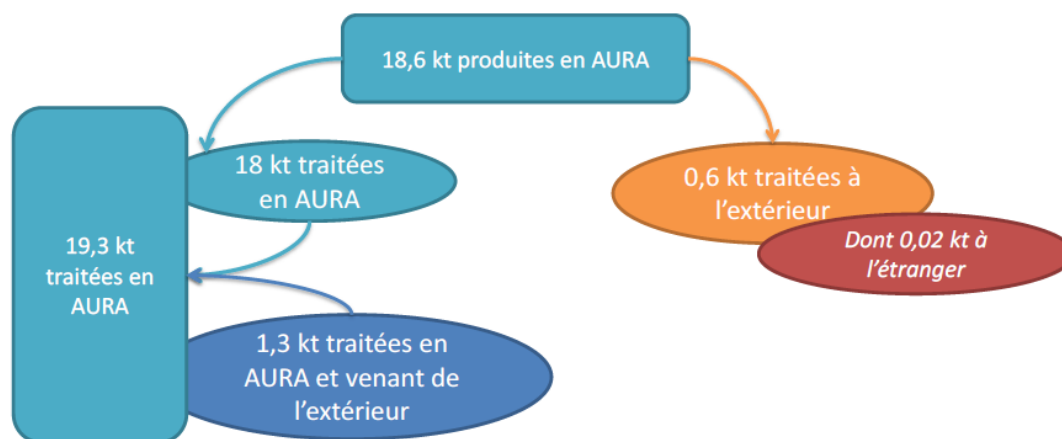 18,6 kt produites en AURA
18 kt traitées
en AURA
0,6 kt traitées à
l'extérieur
Dont 0,02 kt à
l'étranger
19,3 kt
traitées en
AURA
1,3 kt traitées en
AURA et venant de
l'extérieur